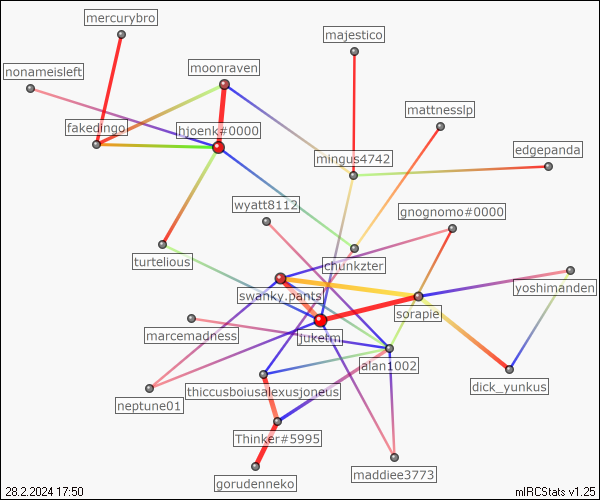 mercurybro
majestico
nonameisleft
moonraven
mattnesslp
fakedingo
hjoenk#0000
mingus4742
edgepanda
wyatt8112
gnognomo#0000
turtelious
chunkzter
yoshimanden
swanky.pants
sorapie
marcemadness
juketm
alan1002
thiccusboiusalexusjoneus
dick_yunkus
neptune01
Thinker#5995
gorudenneko
maddiee3773
28.2.2024 17:50
mIRCStats v1.25